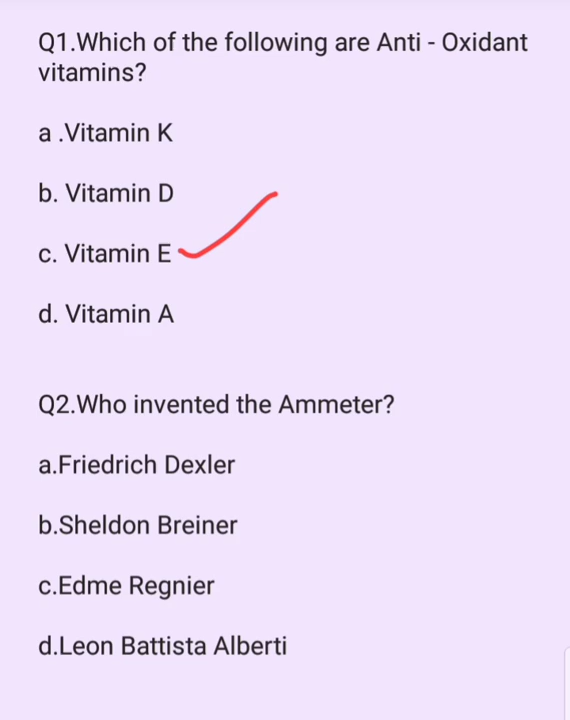 Q1.Which of the following are Anti - Oxidant
vitamins?
a .Vitamin K
b. Vitamin D
c. Vitamin E
d. Vitamin A
Q2.Who invented the Ammeter?
a.Friedrich Dexler
b.Sheldon Breiner
c.Edme Regnier
d.Leon Battista Alberti